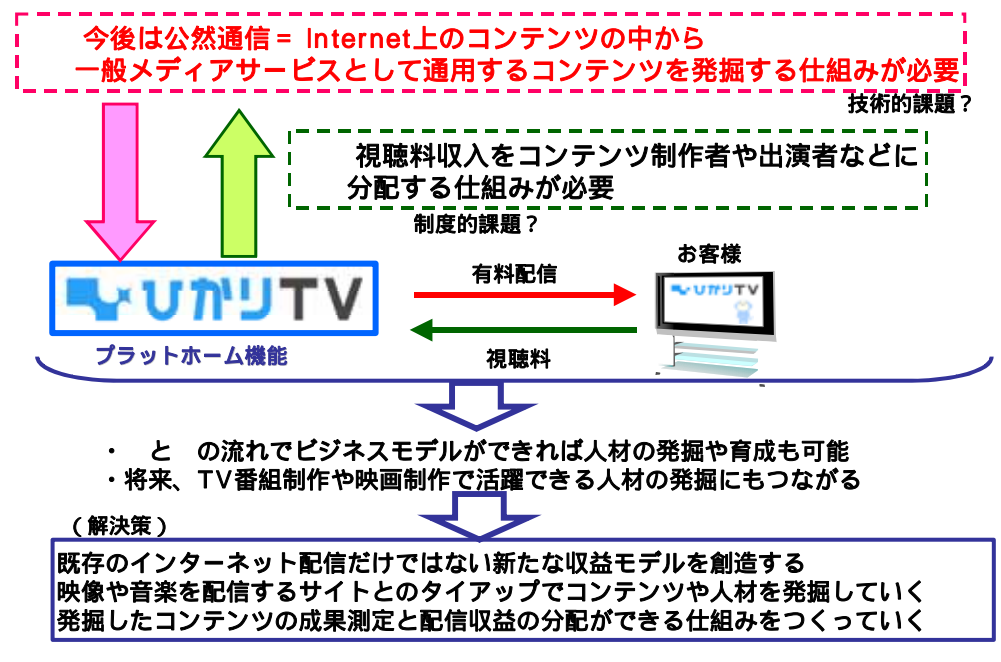 今後は公然通信＝ Internet上のコンテンツの中から
一般メディアサービスとして通用するコンテンツを発掘する仕組みが必要
技術的課題？
視聴料収入をコンテンツ制作者や出演者などに
分配する仕組みが必要
制度的課題？
お客様
有料配信
ひかりTV
ひかりTV
プラットホーム機能
視聴料
・　と　の流れでビジネスモデルができれば人材の発掘や育成も可能
・将来、TV番組制作や映画制作で活躍できる人材の発掘にもつながる
（解決策）
既存のインターネット配信だけではない新たな収益モデルを創造する
映像や音楽を配信するサイトとのタイアップでコンテンツや人材を発掘していく
発掘したコンテンツの成果測定と配信収益の分配ができる仕組みをつくっていく